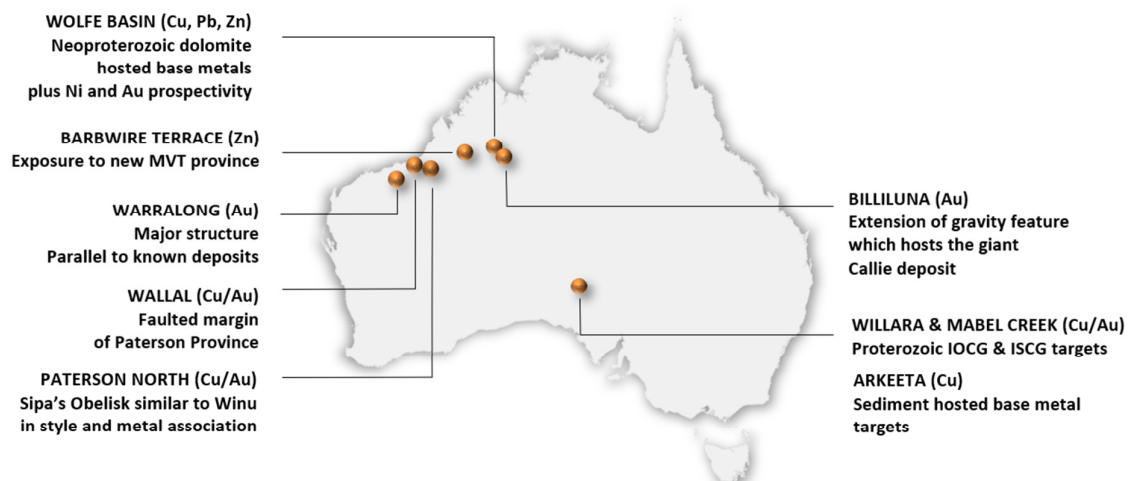 WOLFE BASIN (Cu, Pb, Zn)
Neoproterozoic dolomite
hosted base metals
plus Ni and Au prospectivity
BARBWIRE TERRACE (Zn)
Exposure to new MVT province
WARRALONG (Au)
Major structure
Parallel to known deposits
WALLAL (Cu/Au)
Faulted margin
of Paterson Province
PATERSON NORTH (Cu/Au)
Sipa's Obelisk similar to Winu
in style and metal association
BILLILUNA (Au)
Extension of gravity feature
which hosts the giant
Callie deposit
WILLARA & MABEL CREEK (Cu/Au)
Proterozoic IOCG & ISCG targets
ARKEETA (Cu)
Sediment hosted base metal
targets